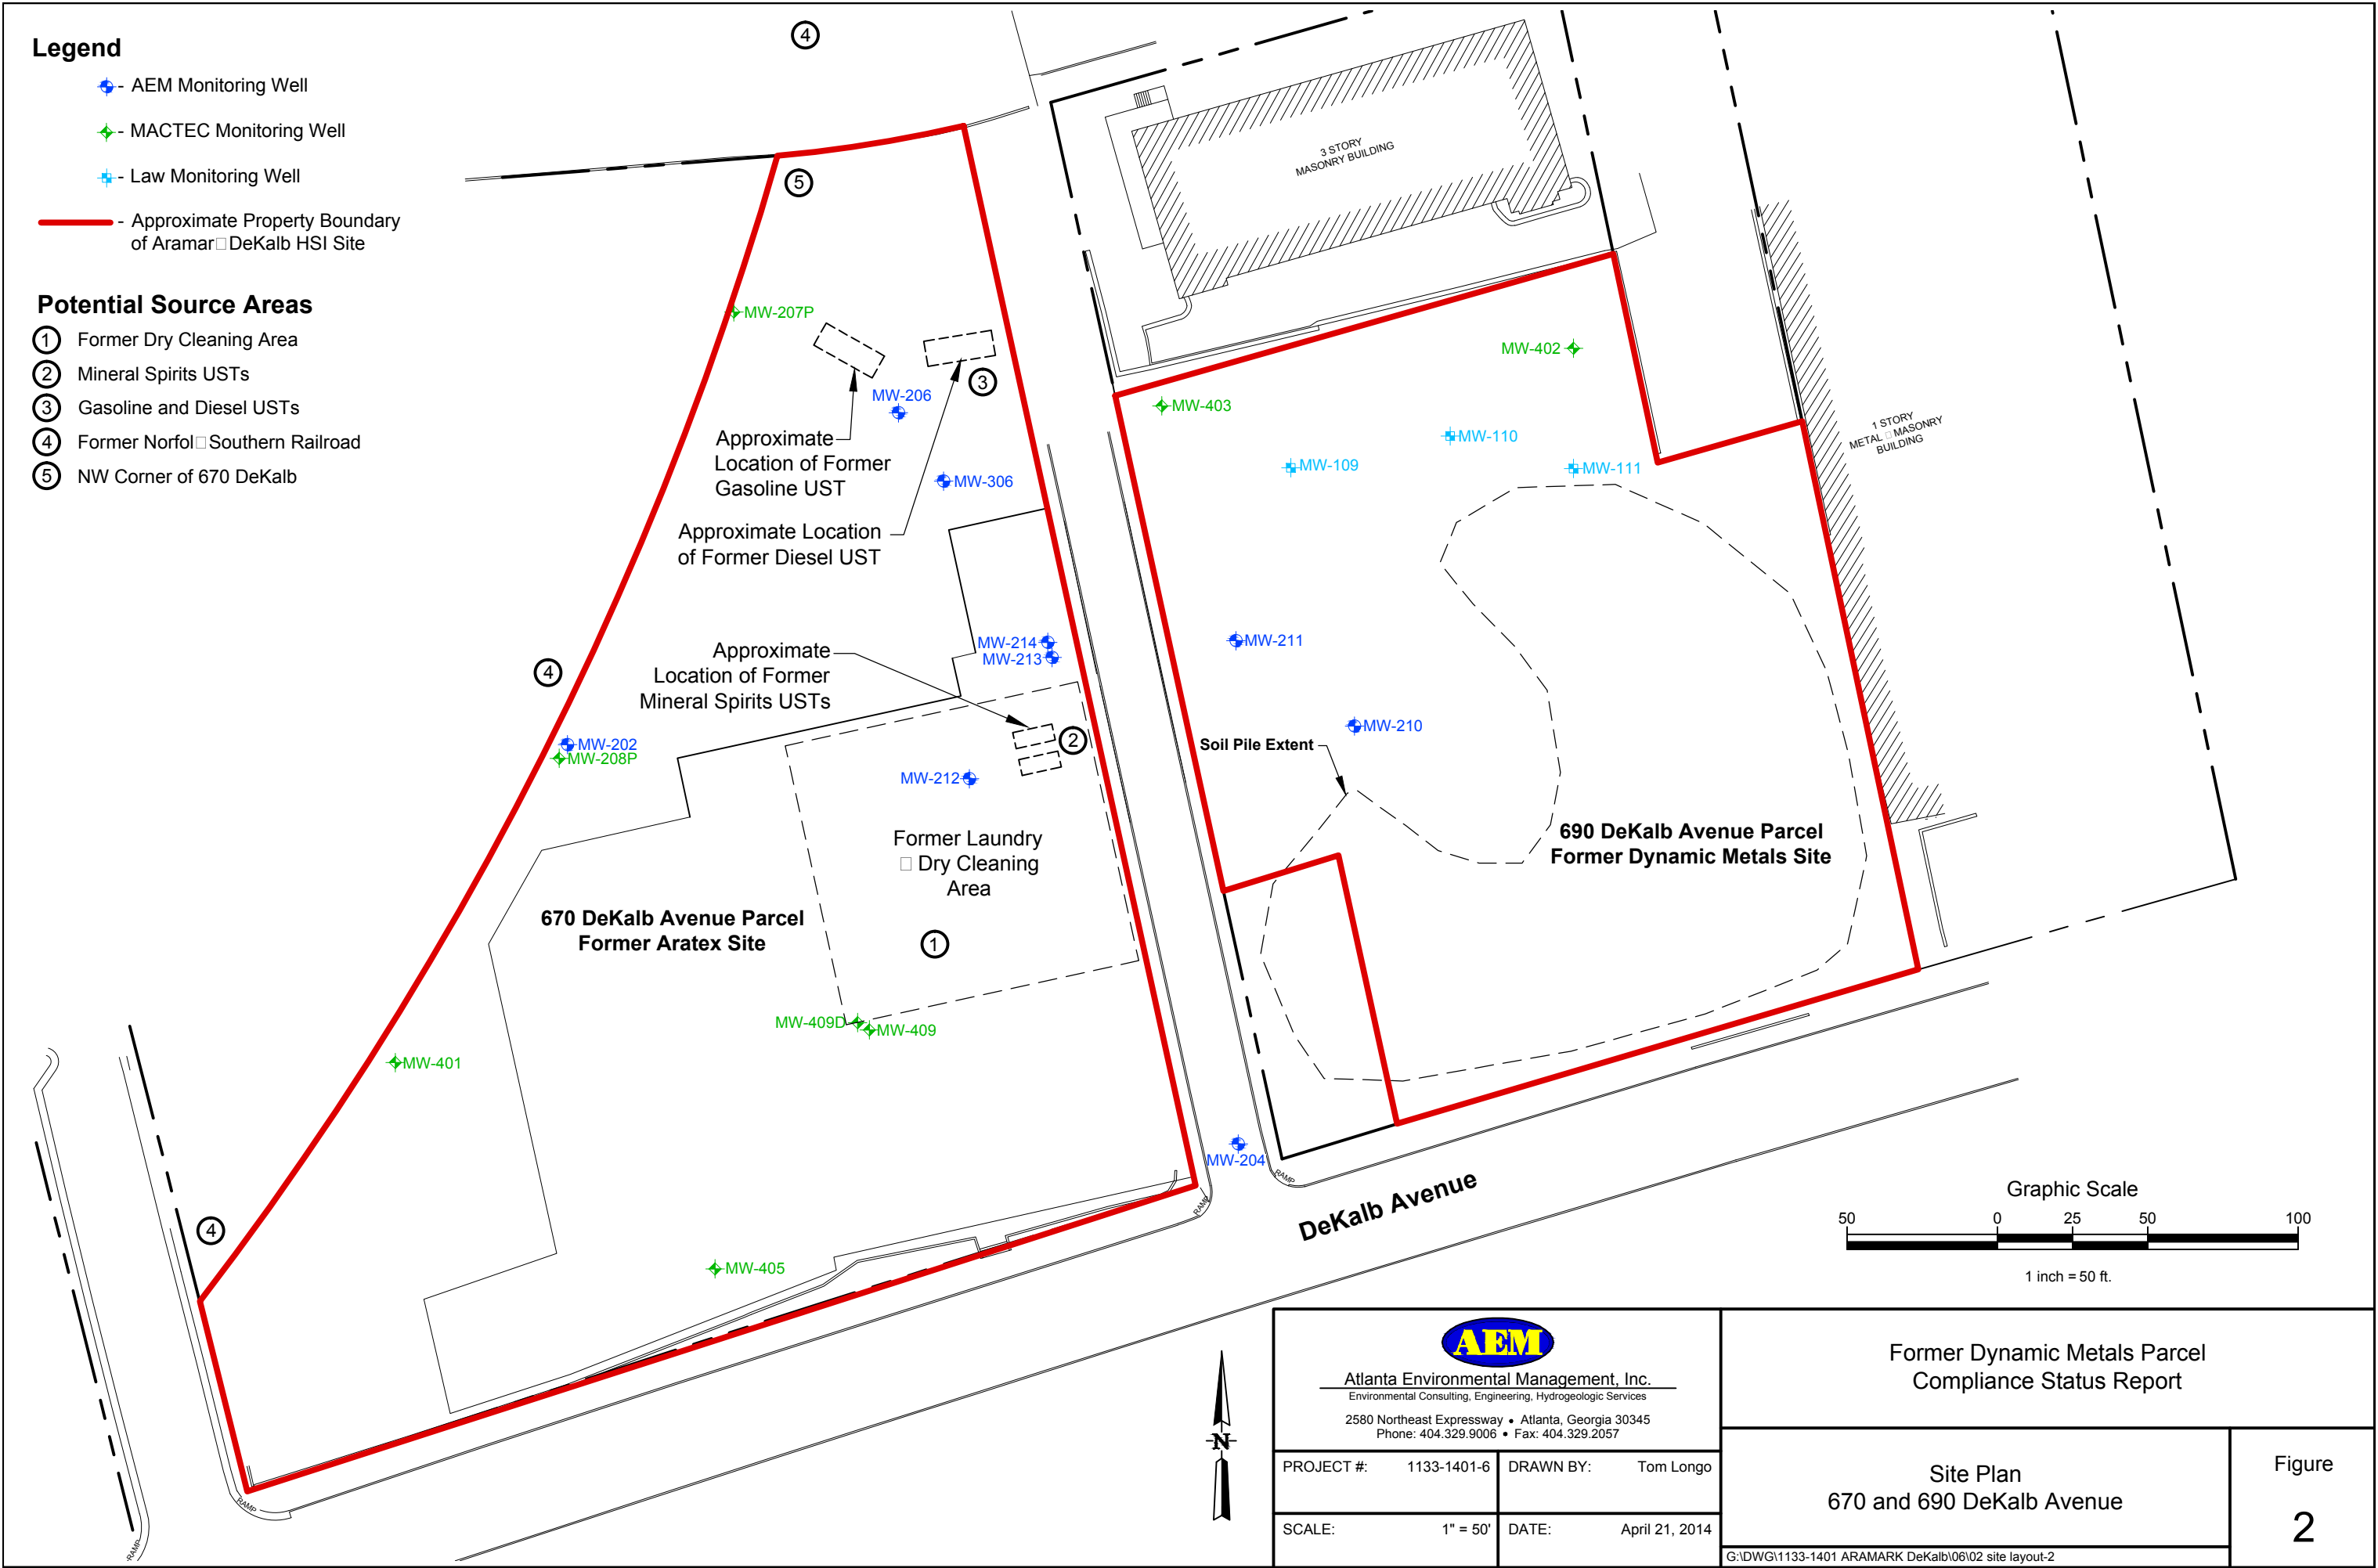 Legend
- AEM Monitoring Well
- MACTEC Monitoring Well
- Law Monitoring Well
- Approximate Property Boundary
of Aramar□DeKalb HSI Site
Potential Source Areas
1 Former Dry Cleaning Area
2 Mineral Spirits USTs
3 Gasoline and Diesel USTs
4 Former Norfol□Southern Railroad
5 NW Corner of 670 DeKalb
4
5
3 STORY
MASONRY BUILDING
MW-207P
3
MW-206
Approximate
Location of Former
Gasoline UST
MW-306
Approximate Location
of Former Diesel UST
MW-402
MW-403
MW-110
MW-109
MW-111
1 STORY
METAL □ MASONRY
BUILDING
MW-214
MW-213
Approximate
Location of Former
Mineral Spirits USTs
4
MW-211
MW-202
MW-208P
2
MW-212
MW-210
Soil Pile Extent
Former Laundry
□ Dry Cleaning
Area
690 DeKalb Avenue Parcel
Former Dynamic Metals Site
670 DeKalb Avenue Parcel
Former Aratex Site
1
MW-409D
MW-409
MW-401
MW-204
4
MW-405
RAMP
RAMP
RAMP
RAMP
DeKalb Avenue
Graphic Scale
50 0 25 50 100
1 inch = 50 ft.
N
AEM
Atlanta Environmental Management, Inc.
Environmental Consulting, Engineering, Hydrogeologic Services
2580 Northeast Expressway • Atlanta, Georgia 30345
Phone: 404.329.9006 • Fax: 404.329.2057
PROJECT #: 1133-1401-6 DRAWN BY: Tom Longo
SCALE: 1" = 50' DATE: April 21, 2014
Former Dynamic Metals Parcel
Compliance Status Report
Site Plan
670 and 690 DeKalb Avenue
G:\DWG\1133-1401 ARAMARK DeKalb\06\02 site layout-2
Figure
2